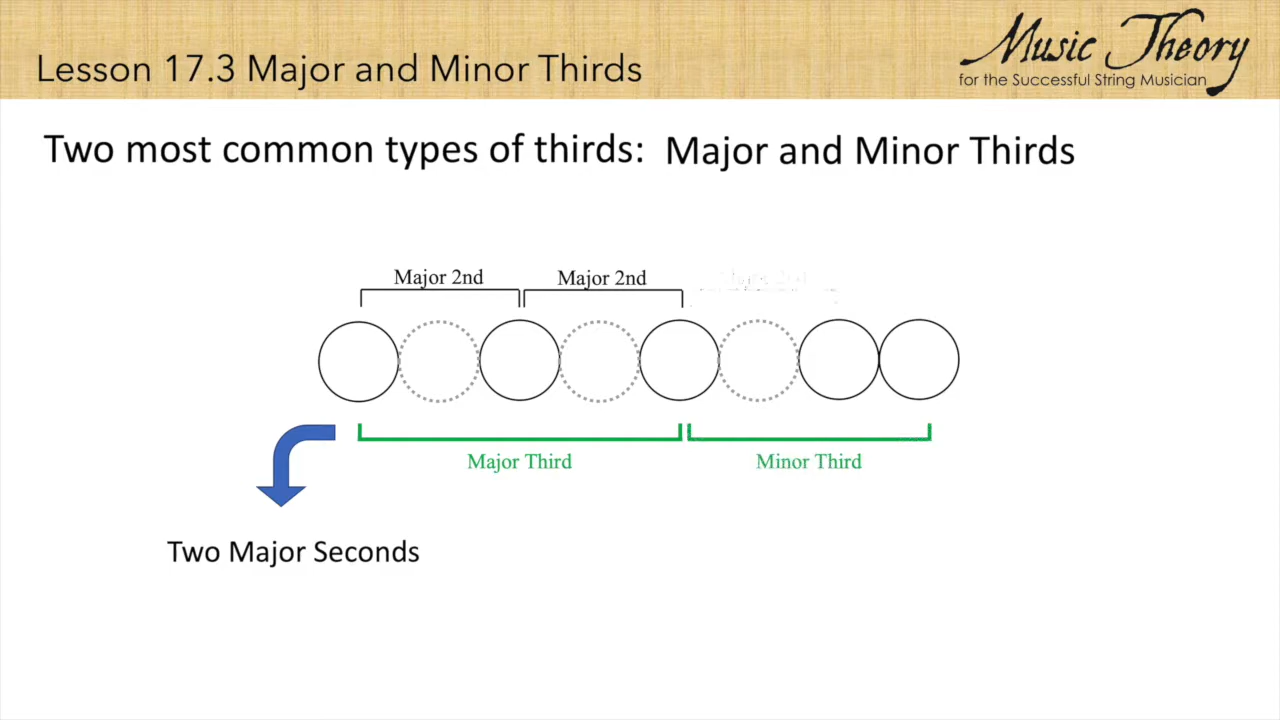 Lesson 17.3 Major and Minor Thirds
Music Theory
for the Successful String Musician
Two most common types of thirds: Major and Minor Thirds
Major 2nd Major 2nd
Major Third Minor Third
Two Major Seconds